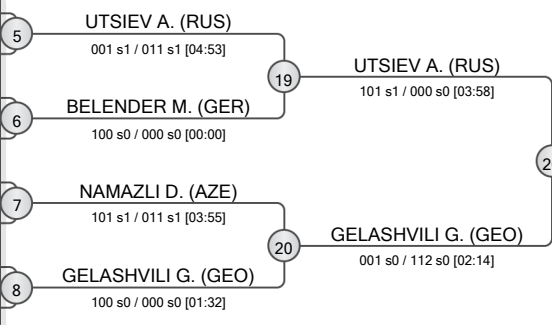 5
UTSIEV A. (RUS)
001 s1 / 011 s1 [04:53]
19
UTSIEV A. (RUS)
101 s1 / 000 s0 [03:58]
6
BELENDER M. (GER)
100 s0 / 000 s0 [00:00]
7
NAMAZLI D. (AZE)
101 s1 / 011 s1 [03:55]
20
GELASHVILI G. (GEO)
001 s0 / 112 s0 [02:14]
8
GELASHVILI G. (GEO)
100 s0 / 000 s0 [01:32]